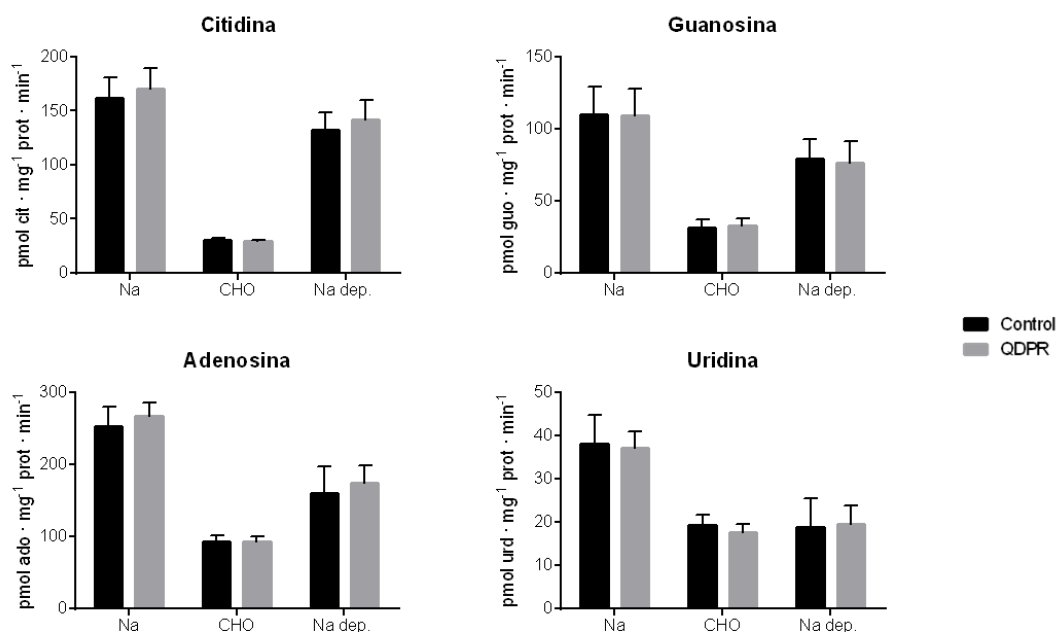 Citidina
pmol cit · mg⁻¹ prot · min⁻¹
200
150
100
50
0
Na CHO Na dep.
Guanosina
pmol guo · mg⁻¹ prot · min⁻¹
150
100
50
0
Na CHO Na dep.
Control
QDPR
Adenosina
pmol ado · mg⁻¹ prot · min⁻¹
300
200
100
0
Na CHO Na dep.
Uridina
pmol urd · mg⁻¹ prot · min⁻¹
50
40
30
20
10
0
Na CHO Na dep.